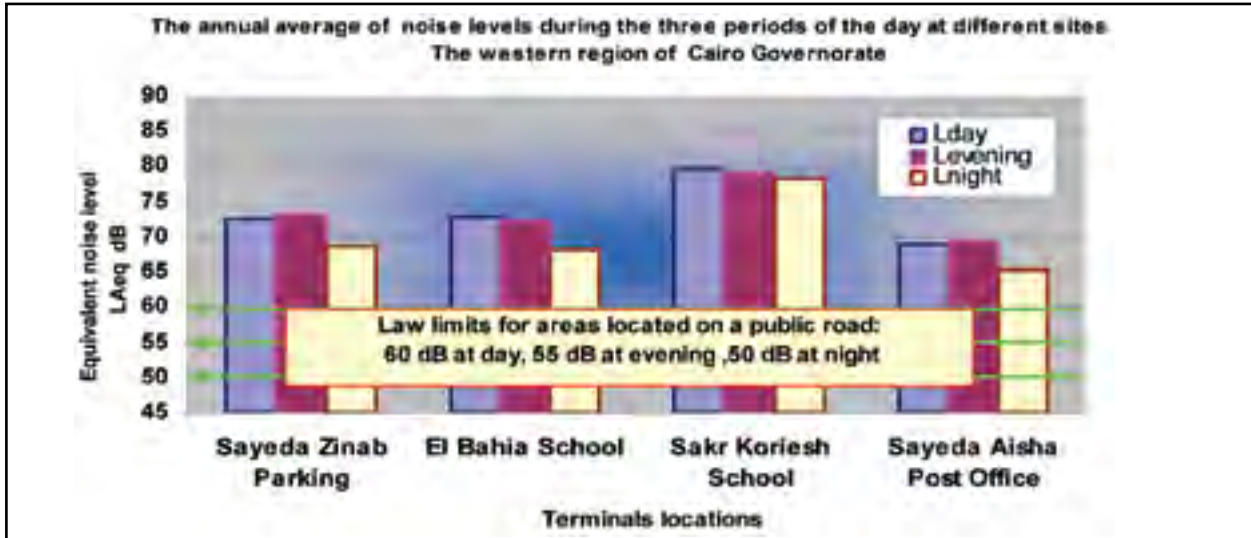 The annual average of noise levels during the three periods of the day at different sites
The western region of Cairo Governorate
Equivalent noise level
LAeq dB
90
85
80
75
70
65
60
55
50
45
Lday
Levening
Lnight
Law limits for areas located on a public road:
60 dB at day, 55 dB at evening ,50 dB at night
Sayeda Zinab
Parking
El Bahia School
Sakr Koriesh
School
Sayeda Aisha
Post Office
Terminals locations